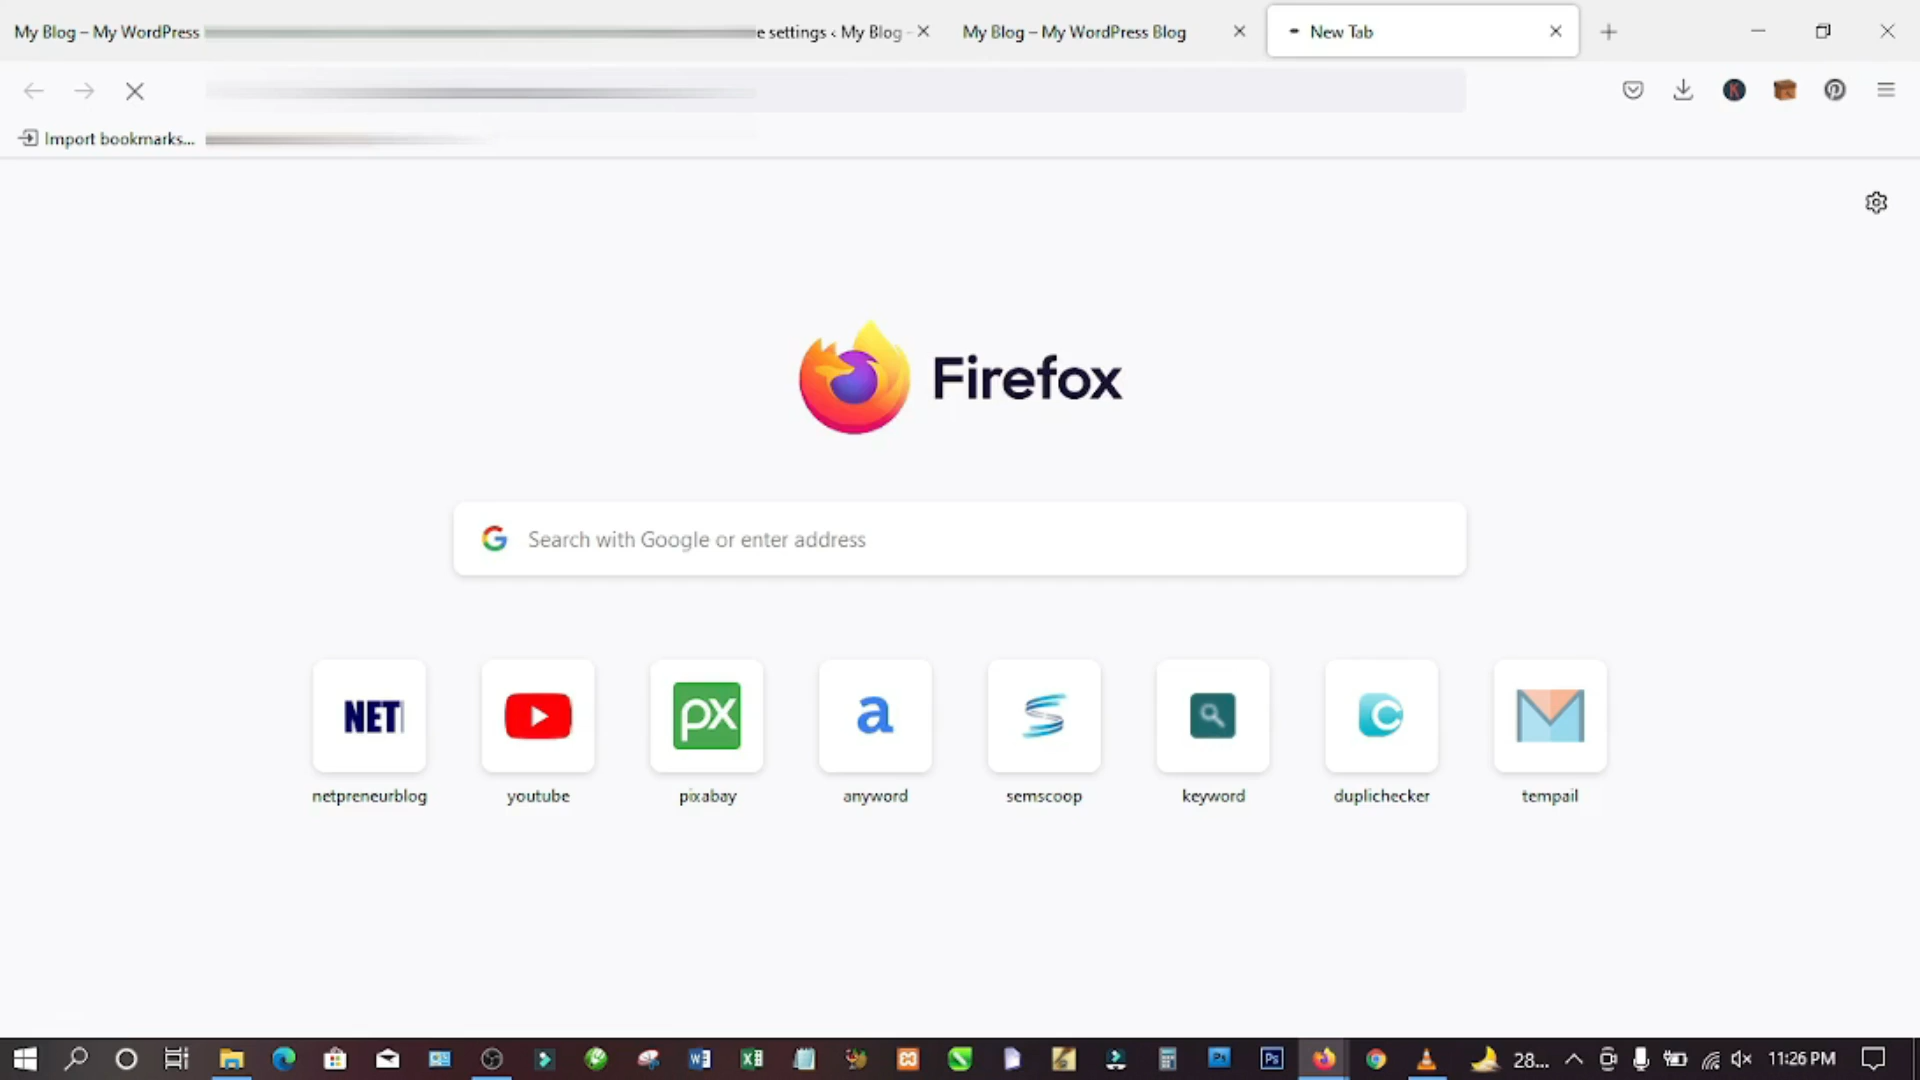 My Blog – My WordPress e settings ‹ My Blog - My Blog – My WordPress Blog New Tab
Import bookmarks...
Firefox
Search with Google or enter address
NET px a
netpreneurblog youtube pixabay anyword semscoop keyword duplichecker tempail
28... 11:26 PM